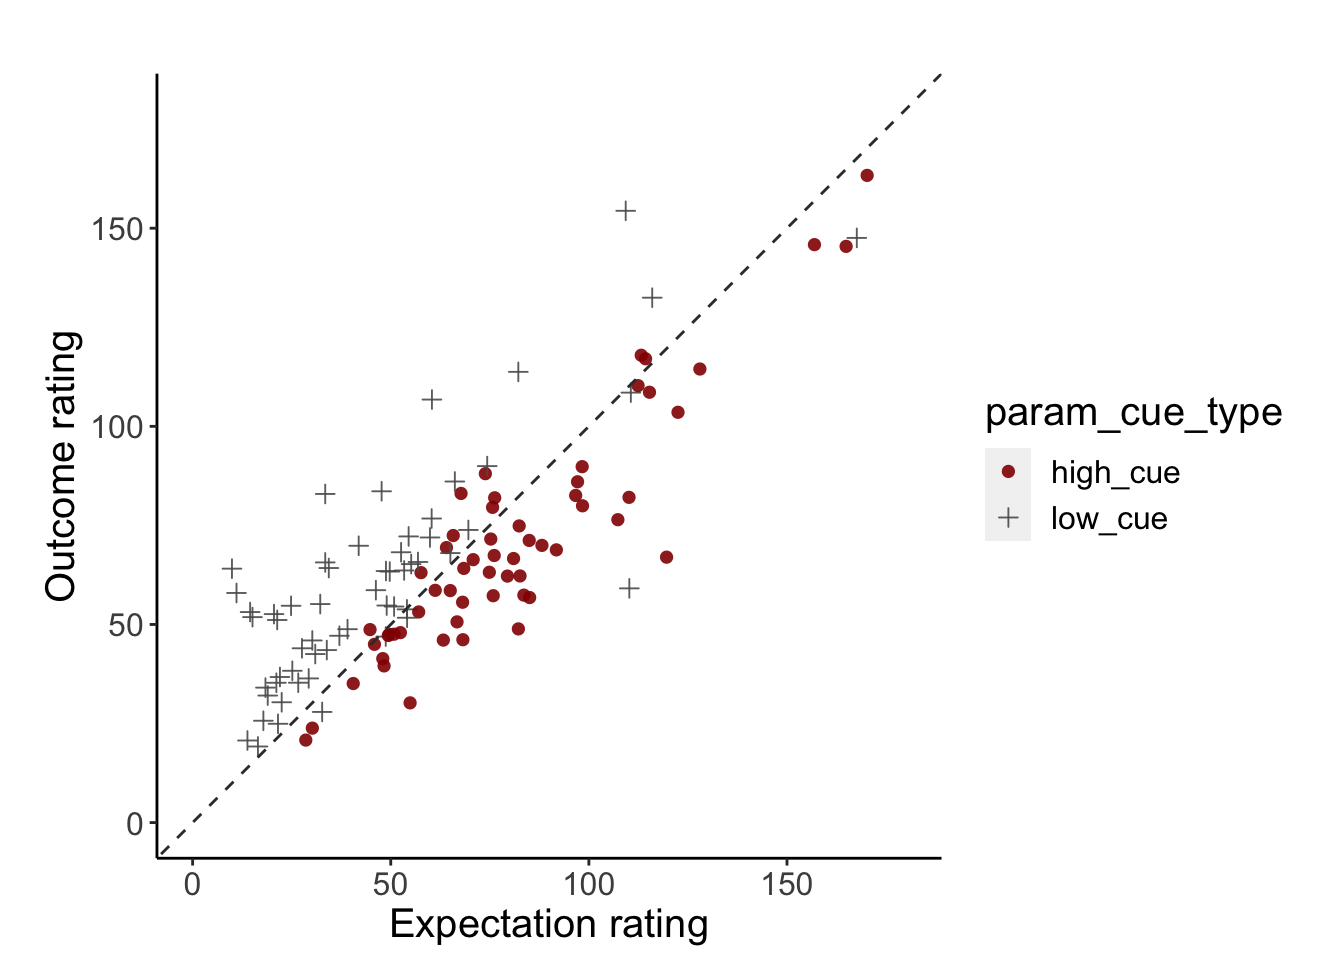 150
100
50
0
0 50 100 150
Expectation rating
Outcome rating
param_cue_type
high_cue
low_cue